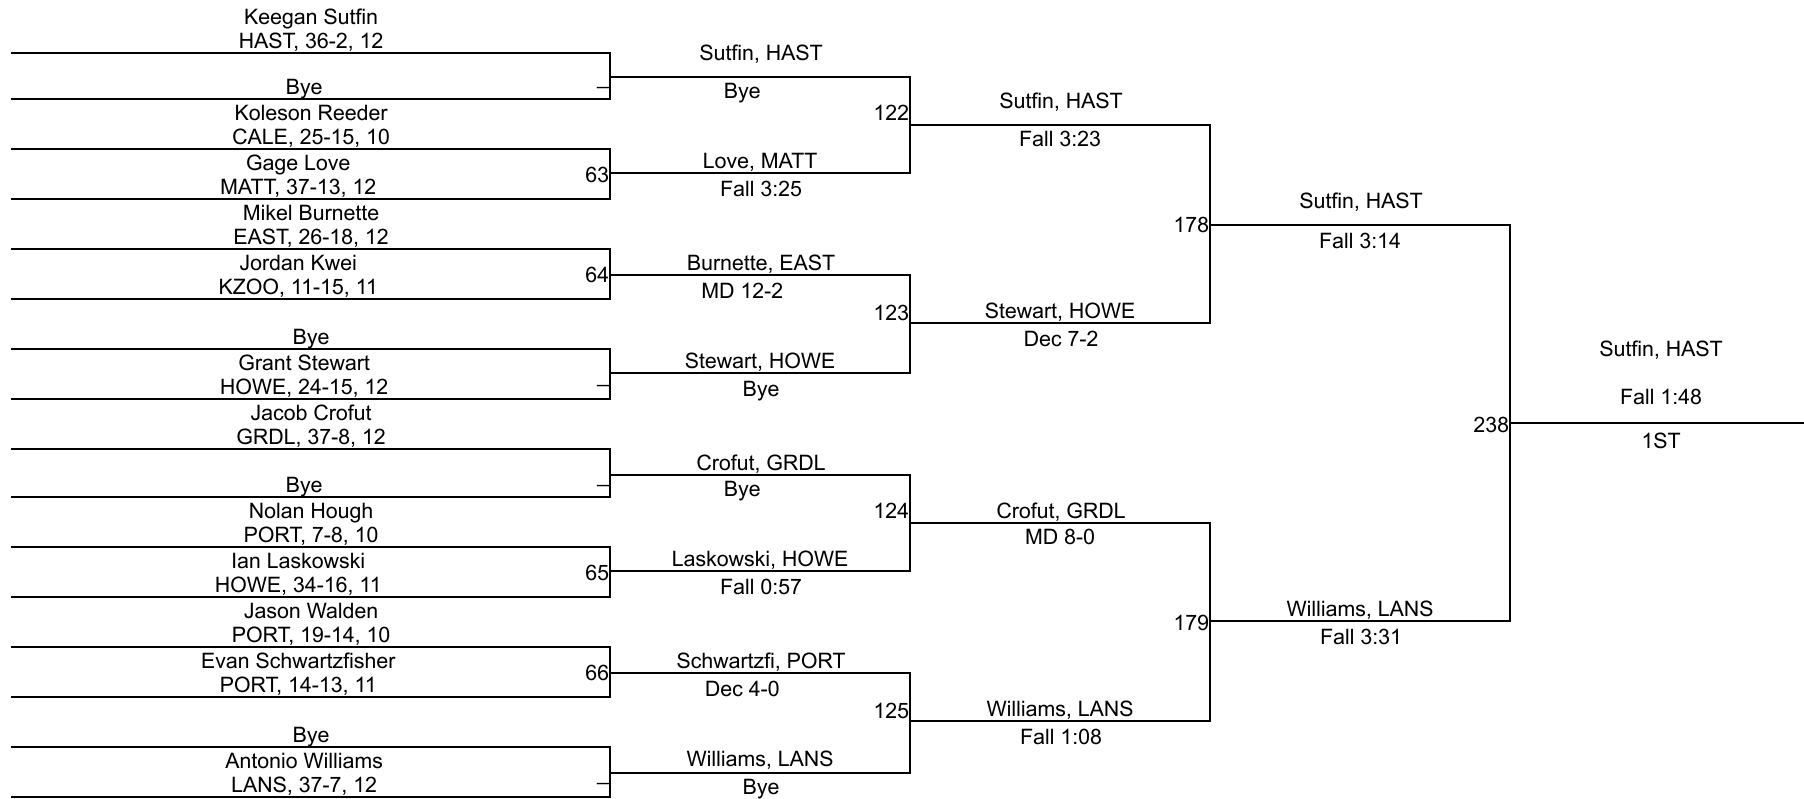 Keegan Sutfin
HAST, 36-2, 12
Bye
Koleson Reeder
CALE, 25-15, 10
Gage Love
MATT, 37-13, 12
Mikel Burnette
EAST, 26-18, 12
Jordan Kwei
KZOO, 11-15, 11
Bye
Grant Stewart
HOWE, 24-15, 12
Jacob Crofut
GRDL, 37-8, 12
Bye
Nolan Hough
PORT, 7-8, 10
Ian Laskowski
HOWE, 34-16, 11
Jason Walden
PORT, 19-14, 10
Evan Schwartzfisher
PORT, 14-13, 11
Bye
Antonio Williams
LANS, 37-7, 12
63
64
65
66
Sutfin, HAST
Bye
Love, MATT
Fall 3:25
Burnette, EAST
MD 12-2
Stewart, HOWE
Bye
Crofut, GRDL
Bye
Laskowski, HOWE
Fall 0:57
Schwartzfi, PORT
Dec 4-0
Williams, LANS
Bye
122
123
124
125
Sutfin, HAST
Fall 3:23
Stewart, HOWE
Dec 7-2
Crofut, GRDL
MD 8-0
Williams, LANS
Fall 1:08
178
179
Sutfin, HAST
Fall 3:14
Williams, LANS
Fall 3:31
238
Sutfin, HAST
Fall 1:48
1ST